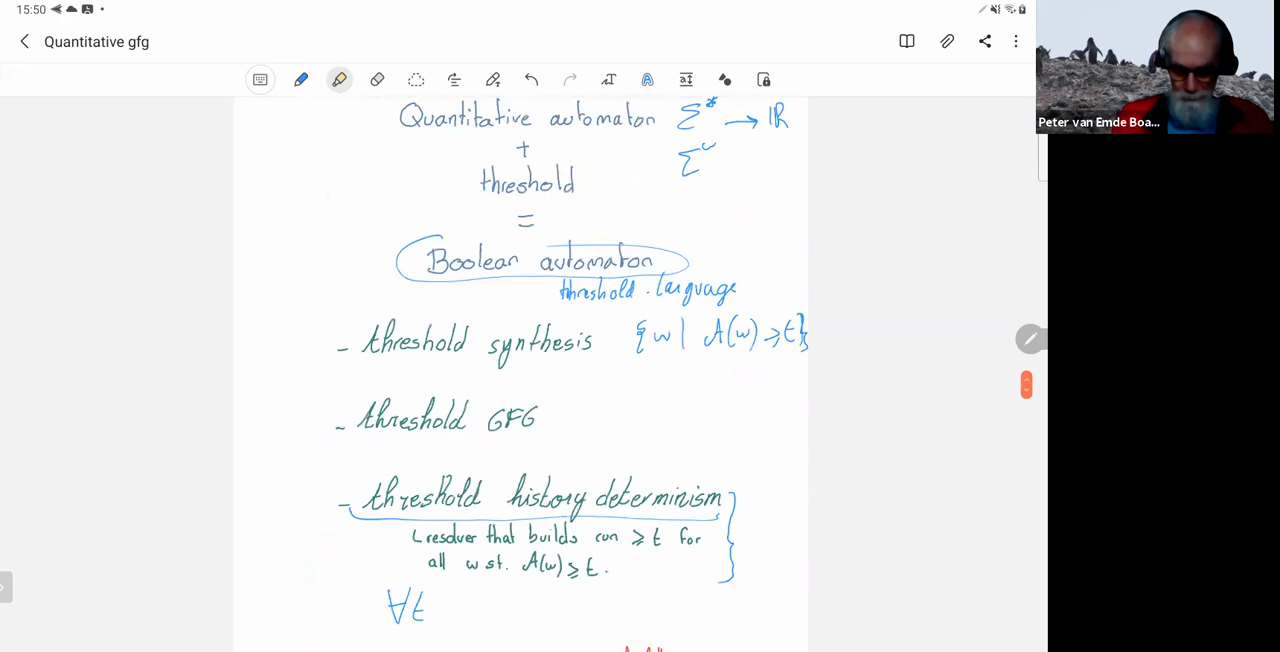 15:50
Quantitative gfg
Quantitative automaton Σ* → ℝ
+ Σ^ω
threshold
=
Boolean automaton
threshold.language
- threshold synthesis {w | A(w) ⩾ t}
- threshold GFG
- threshold history determinism
resolver that builds run ⩾ t for
all w st. A(w) ⩾ t.
∀t
Peter van Emde Boa...